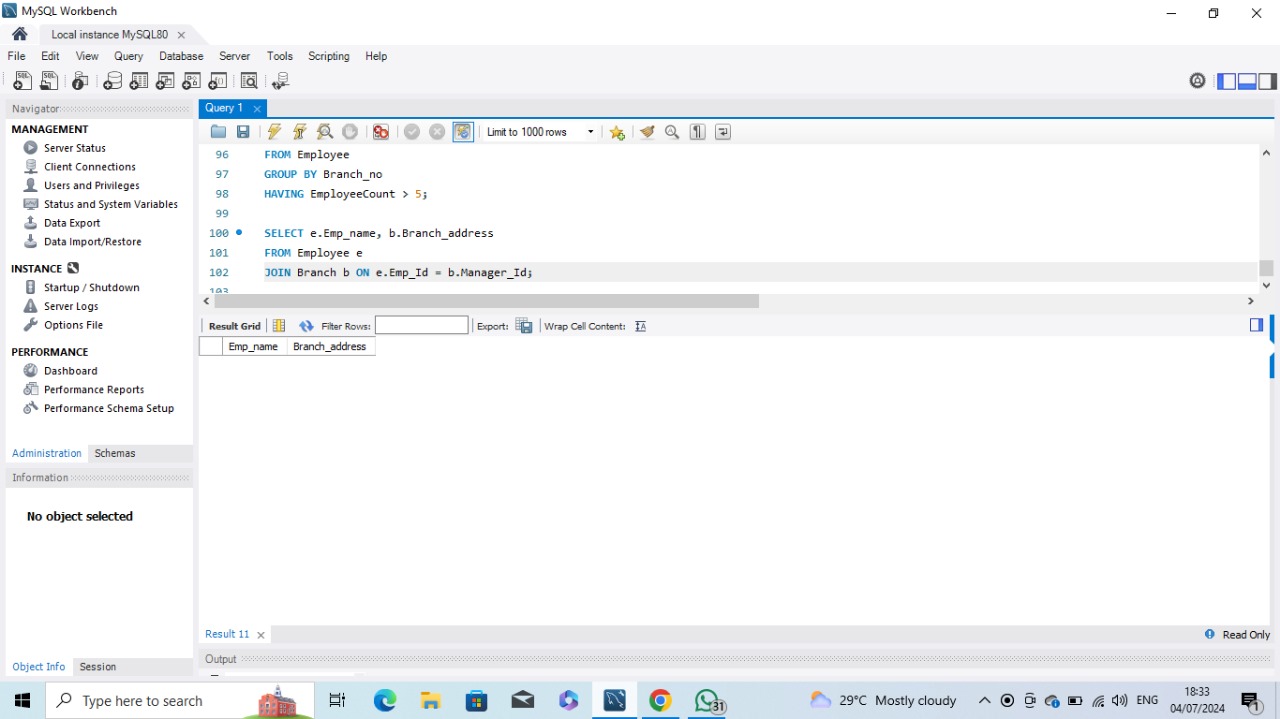 MySQL Workbench
Local instance MySQL80
File Edit View Query Database Server Tools Scripting Help
Navigator
MANAGEMENT
Server Status
Client Connections
Users and Privileges
Status and System Variables
Data Export
Data Import/Restore
INSTANCE
Startup / Shutdown
Server Logs
Options File
PERFORMANCE
Dashboard
Performance Reports
Performance Schema Setup
Administration Schemas
Information
No object selected
Object Info Session
Query 1
Limit to 1000 rows
96 FROM Employee
97 GROUP BY Branch_no
98 HAVING EmployeeCount > 5;
99
100 SELECT e.Emp_name, b.Branch_address
101 FROM Employee e
102 JOIN Branch b ON e.Emp_Id = b.Manager_Id;
103
Result Grid Filter Rows: Export: Wrap Cell Content:
Emp_name Branch_address
Result 11 Read Only
Output
Type here to search
31
29°C Mostly cloudy
ENG
04/07/2024
1